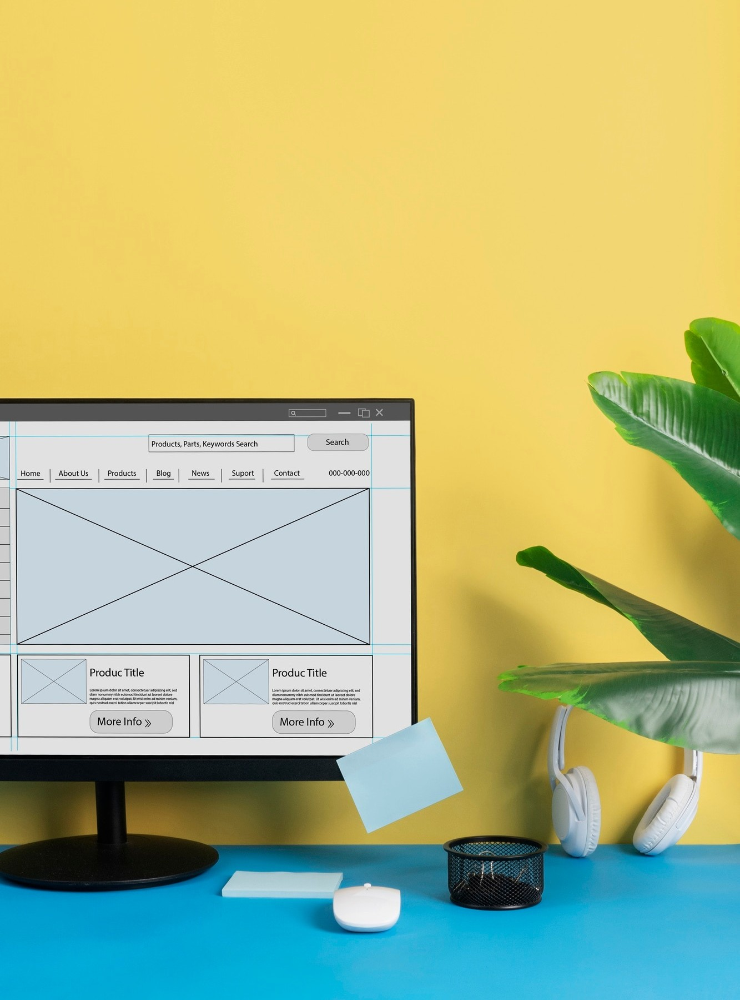 Products, Parts, Keywords Search
Search
Home
About Us
Products
Blog
News
Suport
Contact
000-000-000
Produc Title
Lorem ipsum dolor sit amet, consectetuer adipiscing elit, sed
diam nonummy nibh euismod tincidunt ut laoreet dolore
magna aliquam erat volutpat. Ut wisi enim ad minim veniam,
quis nostrud exerci tation ullamcorper suscipit lobortis nisl
More Info
Produc Title
Lorem ipsum dolor sit amet, consectetuer adipiscing elit, sed
diam nonummy nibh euismod tincidunt ut laoreet dolore
magna aliquam erat volutpat. Ut wisi enim ad minim veniam,
quis nostrud exerci tation ullamcorper suscipit lobortis nisl
More Info